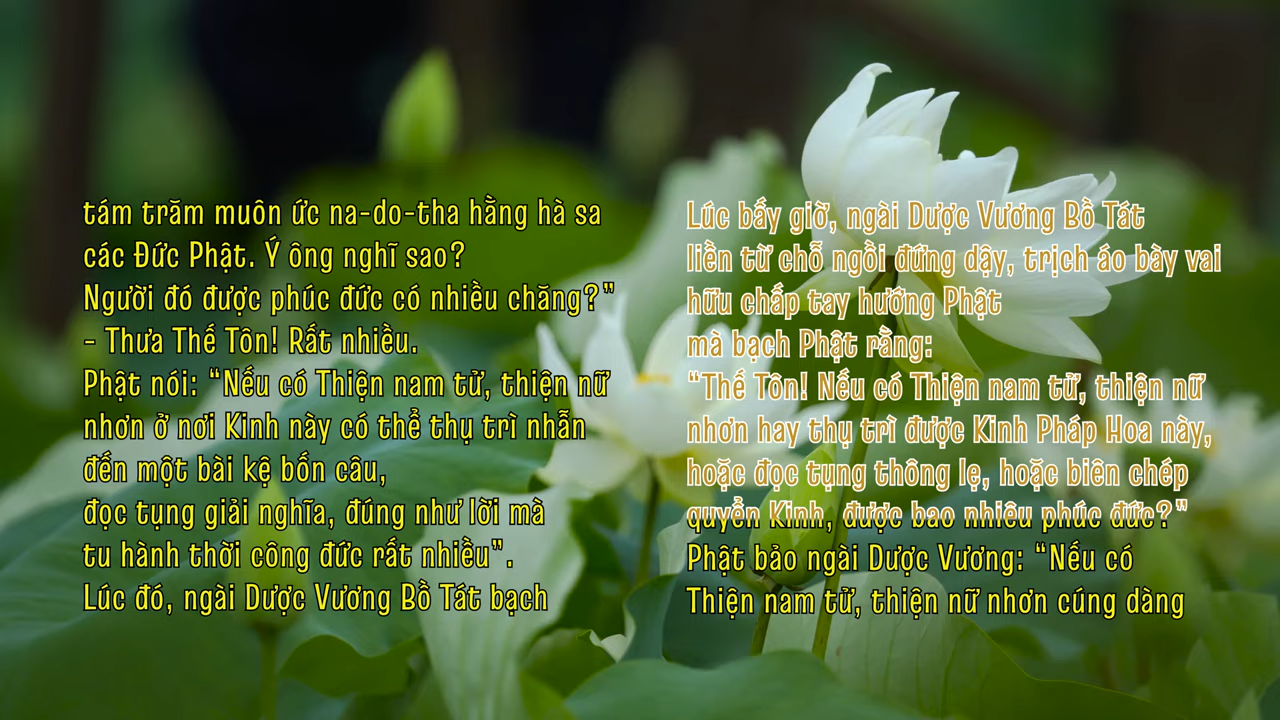 tám trăm muôn ức na-do-tha hằng hà sa
các Đức Phật. Ý ông nghĩ sao?
Người đó được phúc đức có nhiều chăng?”
- Thưa Thế Tôn! Rất nhiều.
Phật nói: “Nếu có Thiện nam tử, thiện nữ
nhơn ở nơi Kinh này có thể thụ trì nhẫn
đến một bài kệ bốn câu,
đọc tụng giải nghĩa, đúng như lời mà
tu hành thời công đức rất nhiều”.
Lúc đó, ngài Dược Vương Bồ Tát bạch
Lúc bấy giờ, ngài Dược Vương Bồ Tát
liền từ chỗ ngồi đứng dậy, trịch áo bày vai
hữu chấp tay hướng Phật
mà bạch Phật rằng:
“Thế Tôn! Nếu có Thiện nam tử, thiện nữ
nhơn hay thụ trì được Kinh Pháp Hoa này,
hoặc đọc tụng thông lẹ, hoặc biên chép
quyển Kinh, được bao nhiêu phúc đức?”
Phật bảo ngài Dược Vương: “Nếu có
Thiện nam tử, thiện nữ nhơn cúng dàng